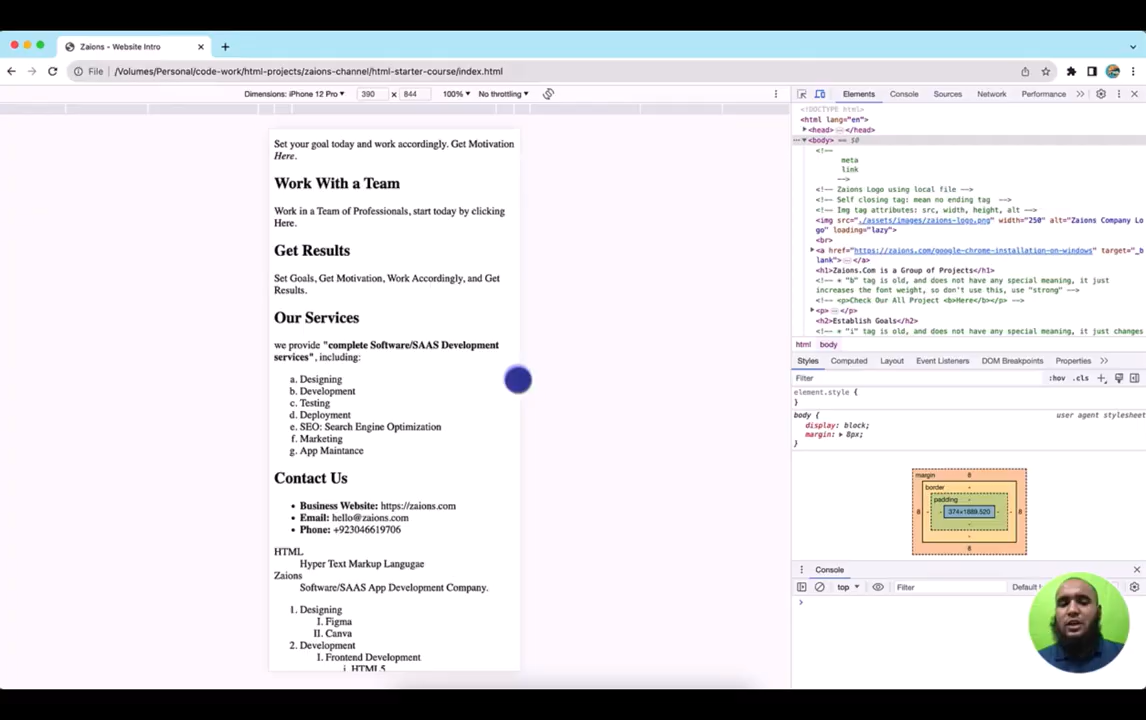 Zaions - Website Intro
File /Volumes/Personal/code-work/html-projects/zaions-channel/html-starter-course/index.html
Dimensions: iPhone 12 Pro 390 x 844 100% No throttling
Elements Console Sources Network Performance
Set your goal today and work accordingly. Get Motivation
Here.
Work With a Team
Work in a Team of Professionals, start today by clicking
Here.
Get Results
Set Goals, Get Motivation, Work Accordingly, and Get
Results.
Our Services
we provide "complete Software/SAAS Development
services", including:
a. Designing
b. Development
c. Testing
d. Deployment
e. SEO: Search Engine Optimization
f. Marketing
g. App Maintance
Contact Us
• Business Website: https://zaions.com
• Email: hello@zaions.com
• Phone: +923046619706
HTML
Hyper Text Markup Langugae
Zaions
Software/SAAS App Development Company.
1. Designing
I. Figma
II. Canva
2. Development
I. Frontend Development
i. HTML5
<!DOCTYPE html>
<html lang="en">
<head> </head>
<body> == $0
<!--
meta
link
-->
<!-- Zaions Logo using local file -->
<!-- Self closing tag: mean no ending tag -->
<!-- Img tag attributes: src, width, height, alt -->
<img src="./assets/images/zaions-logo.png" width="250" alt="Zaions Company Lo
go" loading="lazy">
<br>
<a href="https://zaions.com/google-chrome-installation-on-windows" target="_b
lank"> </a>
<h1>Zaions.Com is a Group of Projects</h1>
<!-- * "b" tag is old, and does not have any special meaning, it just
increases the font weight, so don't use this, use "strong" -->
<!-- <p>Check Our All Project <b>Here</b></p> -->
<p> </p>
<h2>Establish Goals</h2>
<!-- * "i" tag is old, and does not have any special meaning, it just changes
html body
Styles Computed Layout Event Listeners DOM Breakpoints Properties
Filter :hov .cls
element.style {
}
body { user agent stylesheet
display: block;
margin: 8px;
}
margin 8
border -
padding -
8 - - 374×1889.520 - - 8
-
-
8
Console
top Filter Default